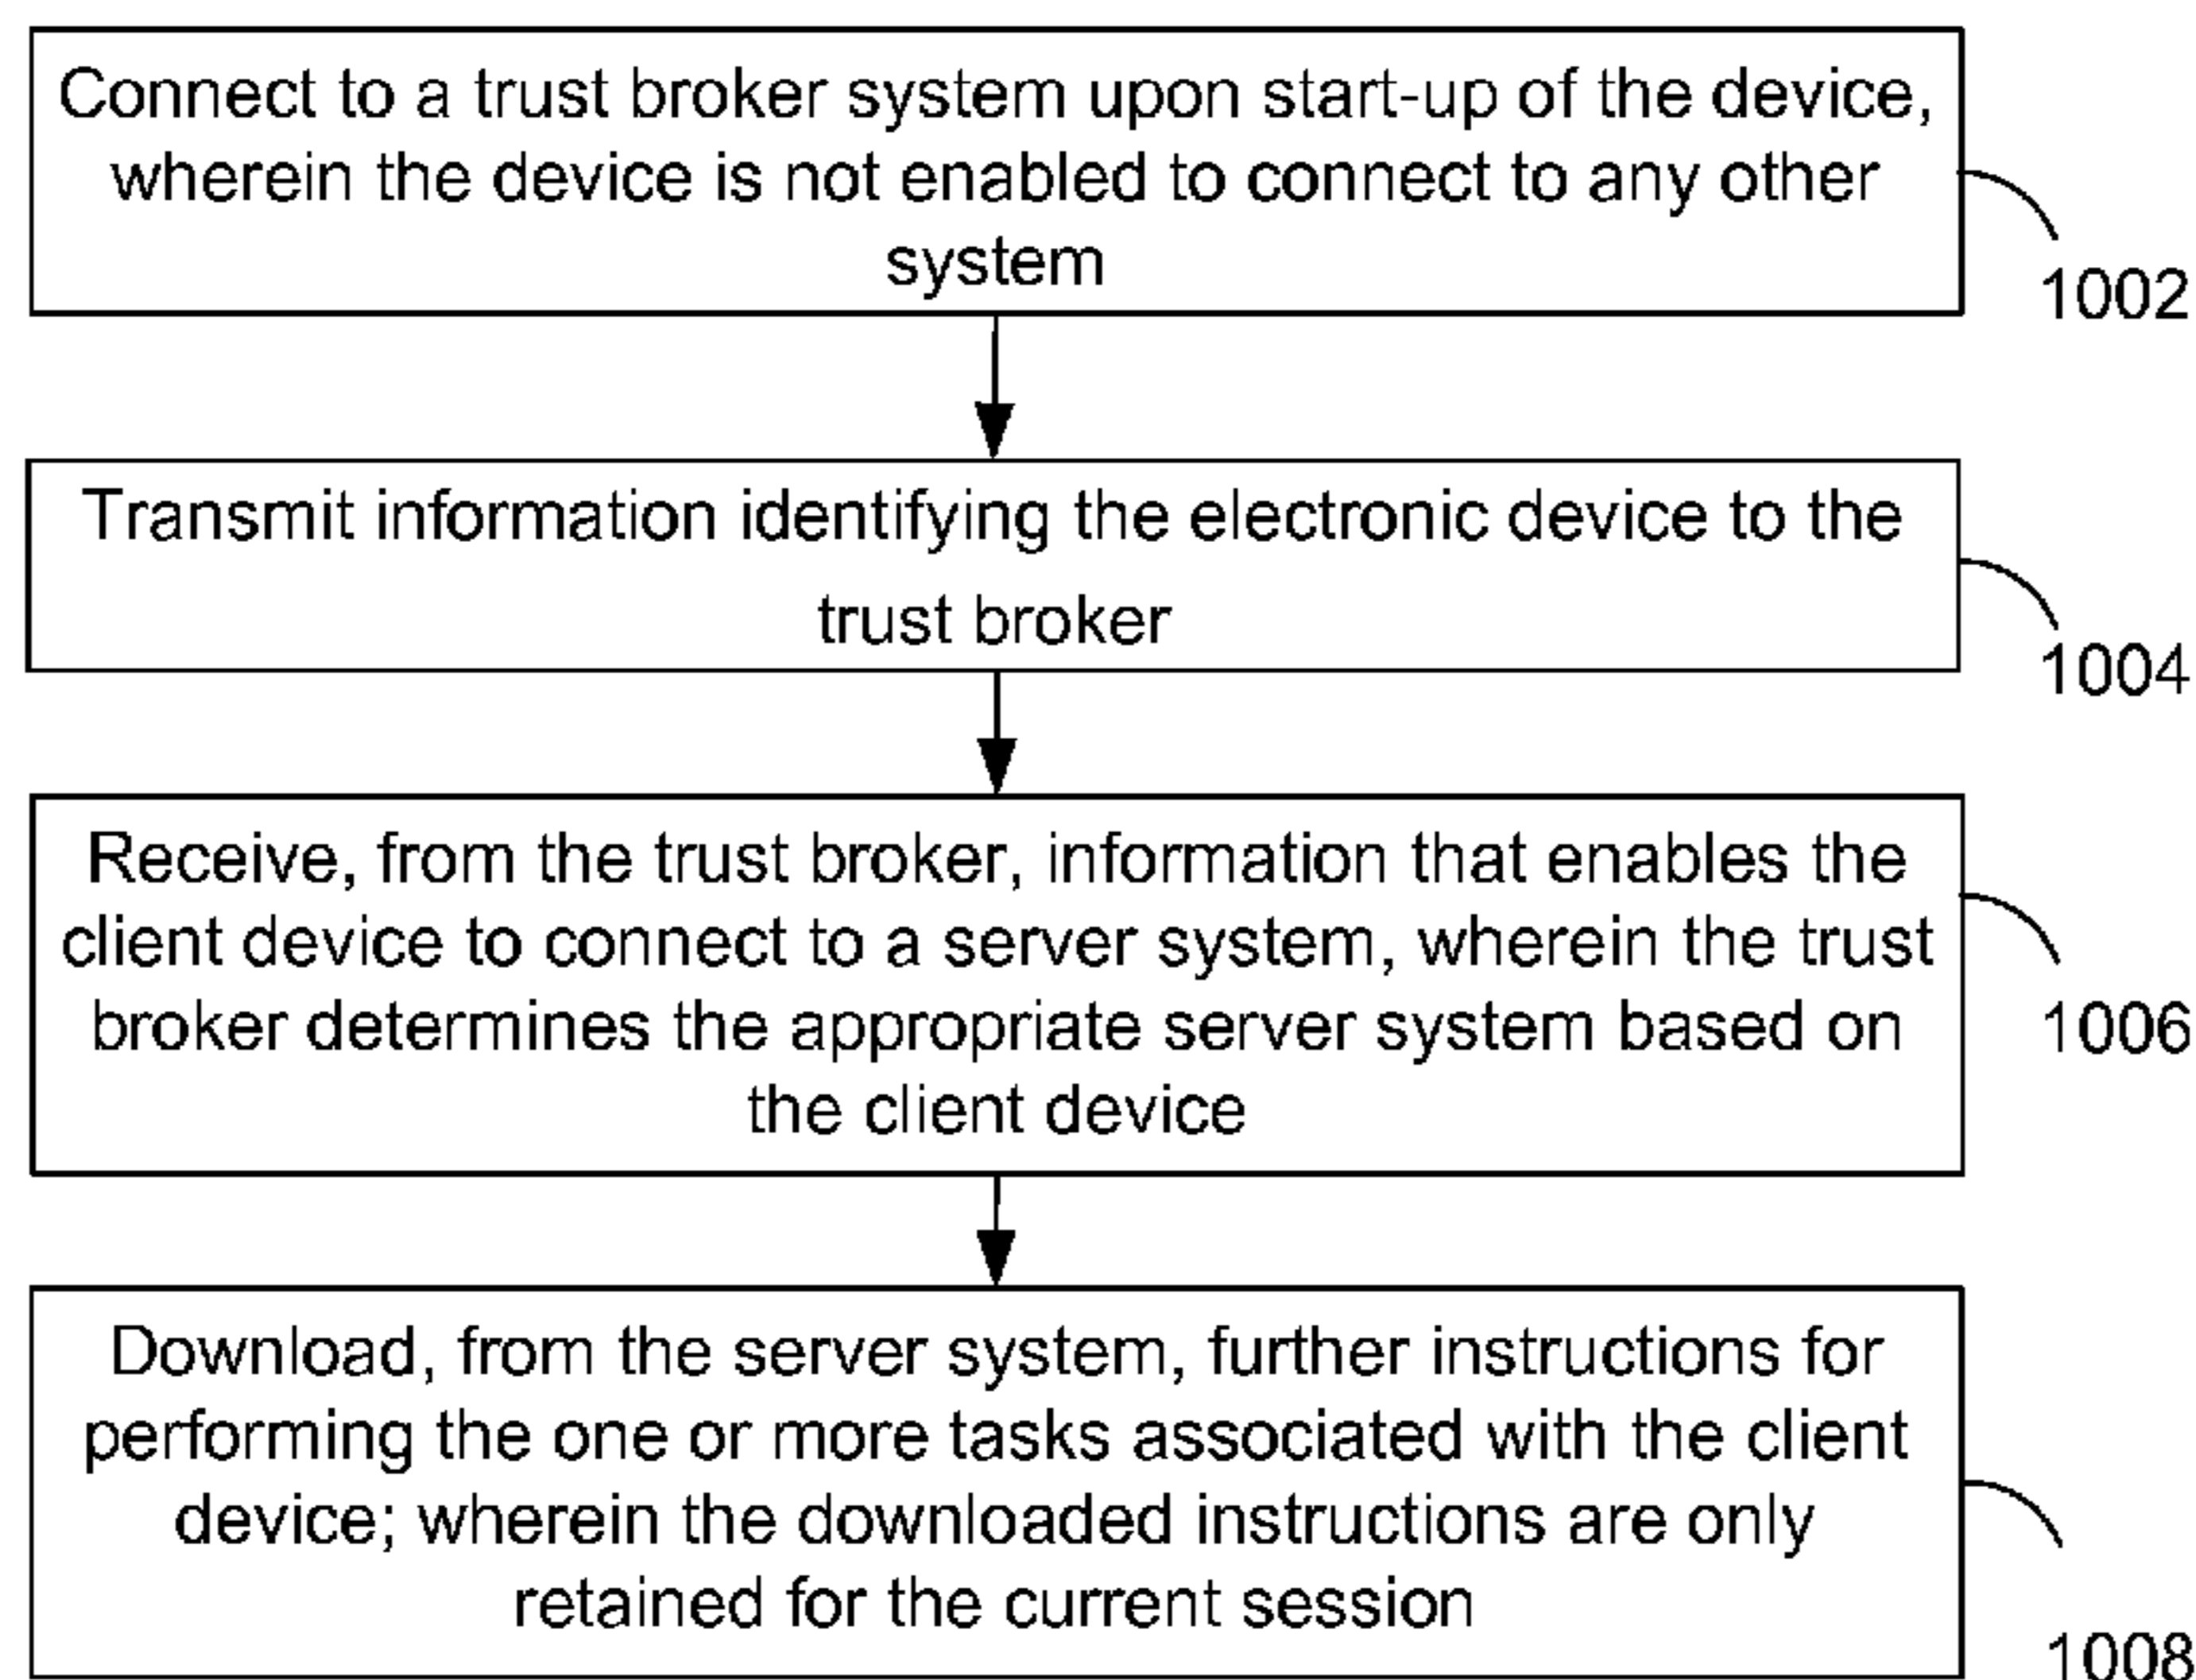 Connect to a trust broker system upon start-up of the device,
wherein the device is not enabled to connect to any other
system
1002
Transmit information identifying the electronic device to the
trust broker
1004
Receive, from the trust broker, information that enables the
client device to connect to a server system, wherein the trust
broker determines the appropriate server system based on
the client device
1006
Download, from the server system, further instructions for
performing the one or more tasks associated with the client
device; wherein the downloaded instructions are only
retained for the current session
1008